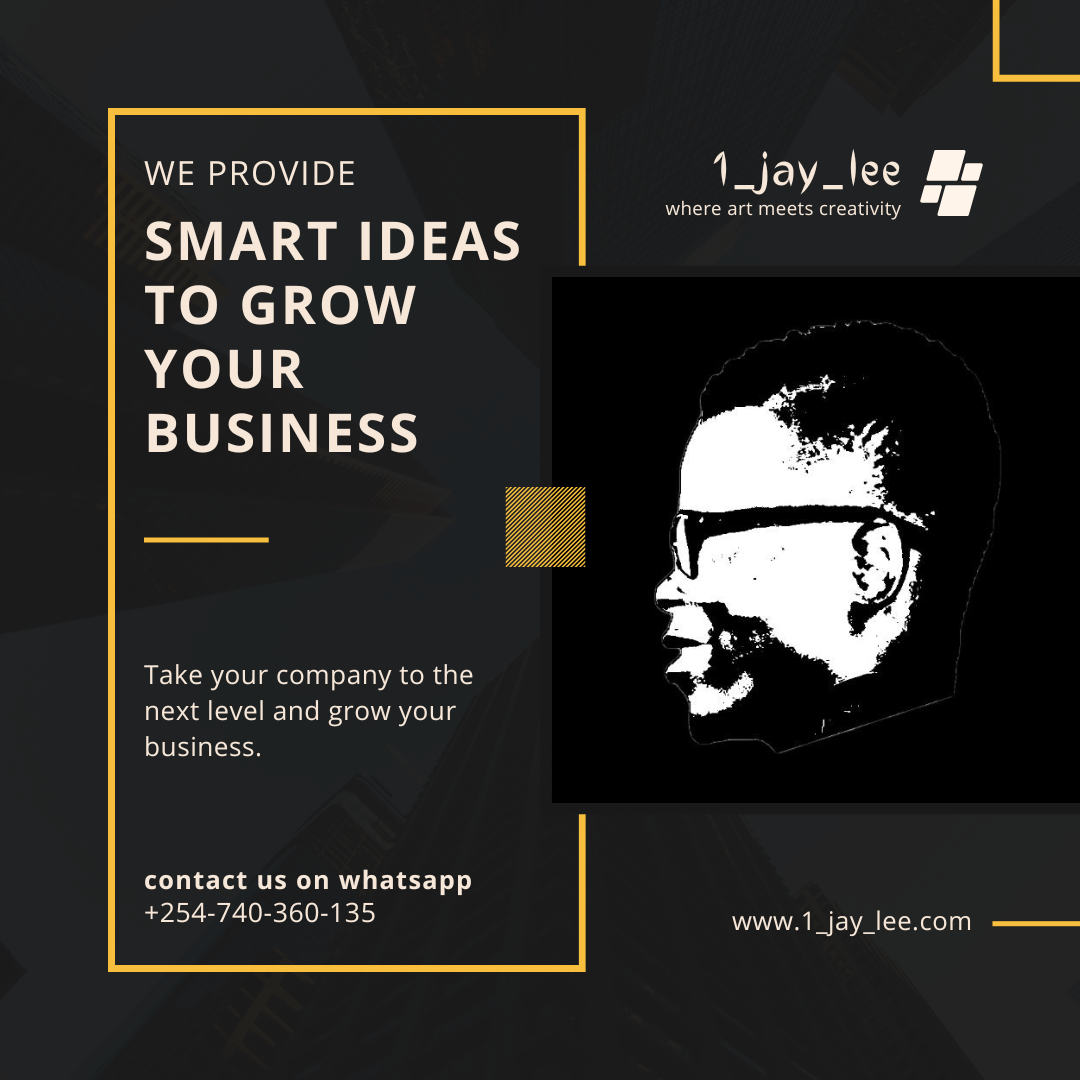 WE PROVIDE
SMART IDEAS
TO GROW
YOUR
BUSINESS
1_jay_lee
where art meets creativity
Take your company to the
next level and grow your
business.
contact us on whatsapp
+254-740-360-135
www.1_jay_lee.com